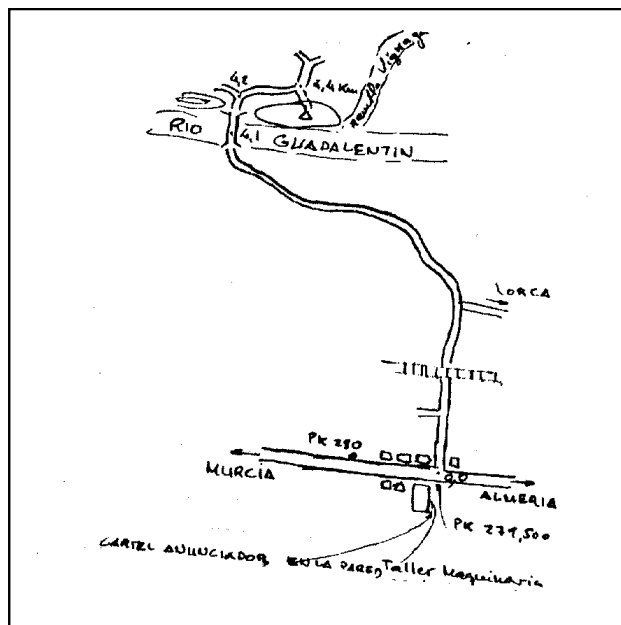 4,2
4,4 Km
Rambla Viznaga
RIO
4,1
GUADALENTIN
LORCA
PK 280
MURCIA
0,0
ALMERIA
PK 279,500
CARTEL ANUNCIADOR EN LA PARED
Taller Maquinaria